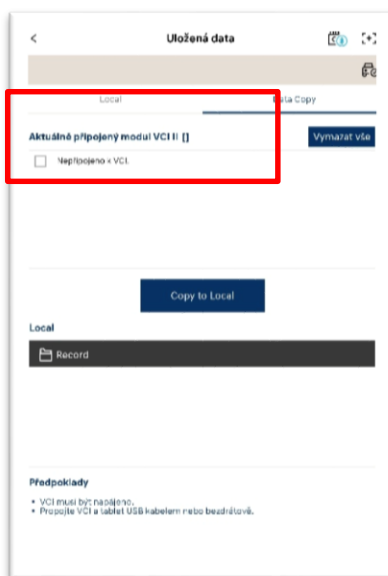 Uložená data
Local
Data Copy
Aktuálně připojený modul VCI II []
Vymazat vše
Nepřipojeno k VCI.
Copy to Local
Local
Record
Předpoklady
• VCI musí být napájeno.
• Propojte VCI a tablet USB kabelem nebo bezdrátově.